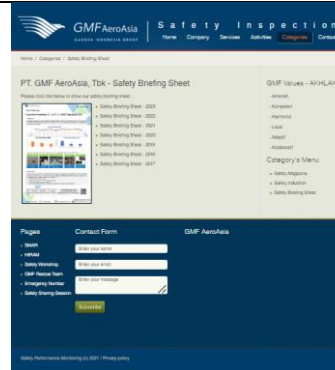 GMF AeroAsia
GARUDA INDONESIA GROUP
Safety Inspection
Home Company Services Activities Categories Contact
Home / Categories / Safety Briefing Sheet
PT. GMF AeroAsia, Tbk - Safety Briefing Sheet
Please click link below to show our safety briefing sheet:
Safety Briefing Sheet - 2023
Safety Briefing Sheet - 2022
Safety Briefing Sheet - 2021
Safety Briefing Sheet - 2020
Safety Briefing Sheet - 2019
Safety Briefing Sheet - 2018
Safety Briefing Sheet - 2017
GMF Values - AKHLAK
Amanah
Kompeten
Harmonis
Loyal
Adaptif
Kolaboratif
Category's Menu
Safety Magazine
Safety Induction
Safety Briefing Sheet
Pages
SMAR
HIRAM
Safety Workshop
GMF Rescue Team
Emergency Number
Safety Sharing Session
Contact Form
Enter your name
Enter your email
Enter your message
Subscribe
GMF AeroAsia
Safety Performance Monitoring (c) 2021 | Privacy policy